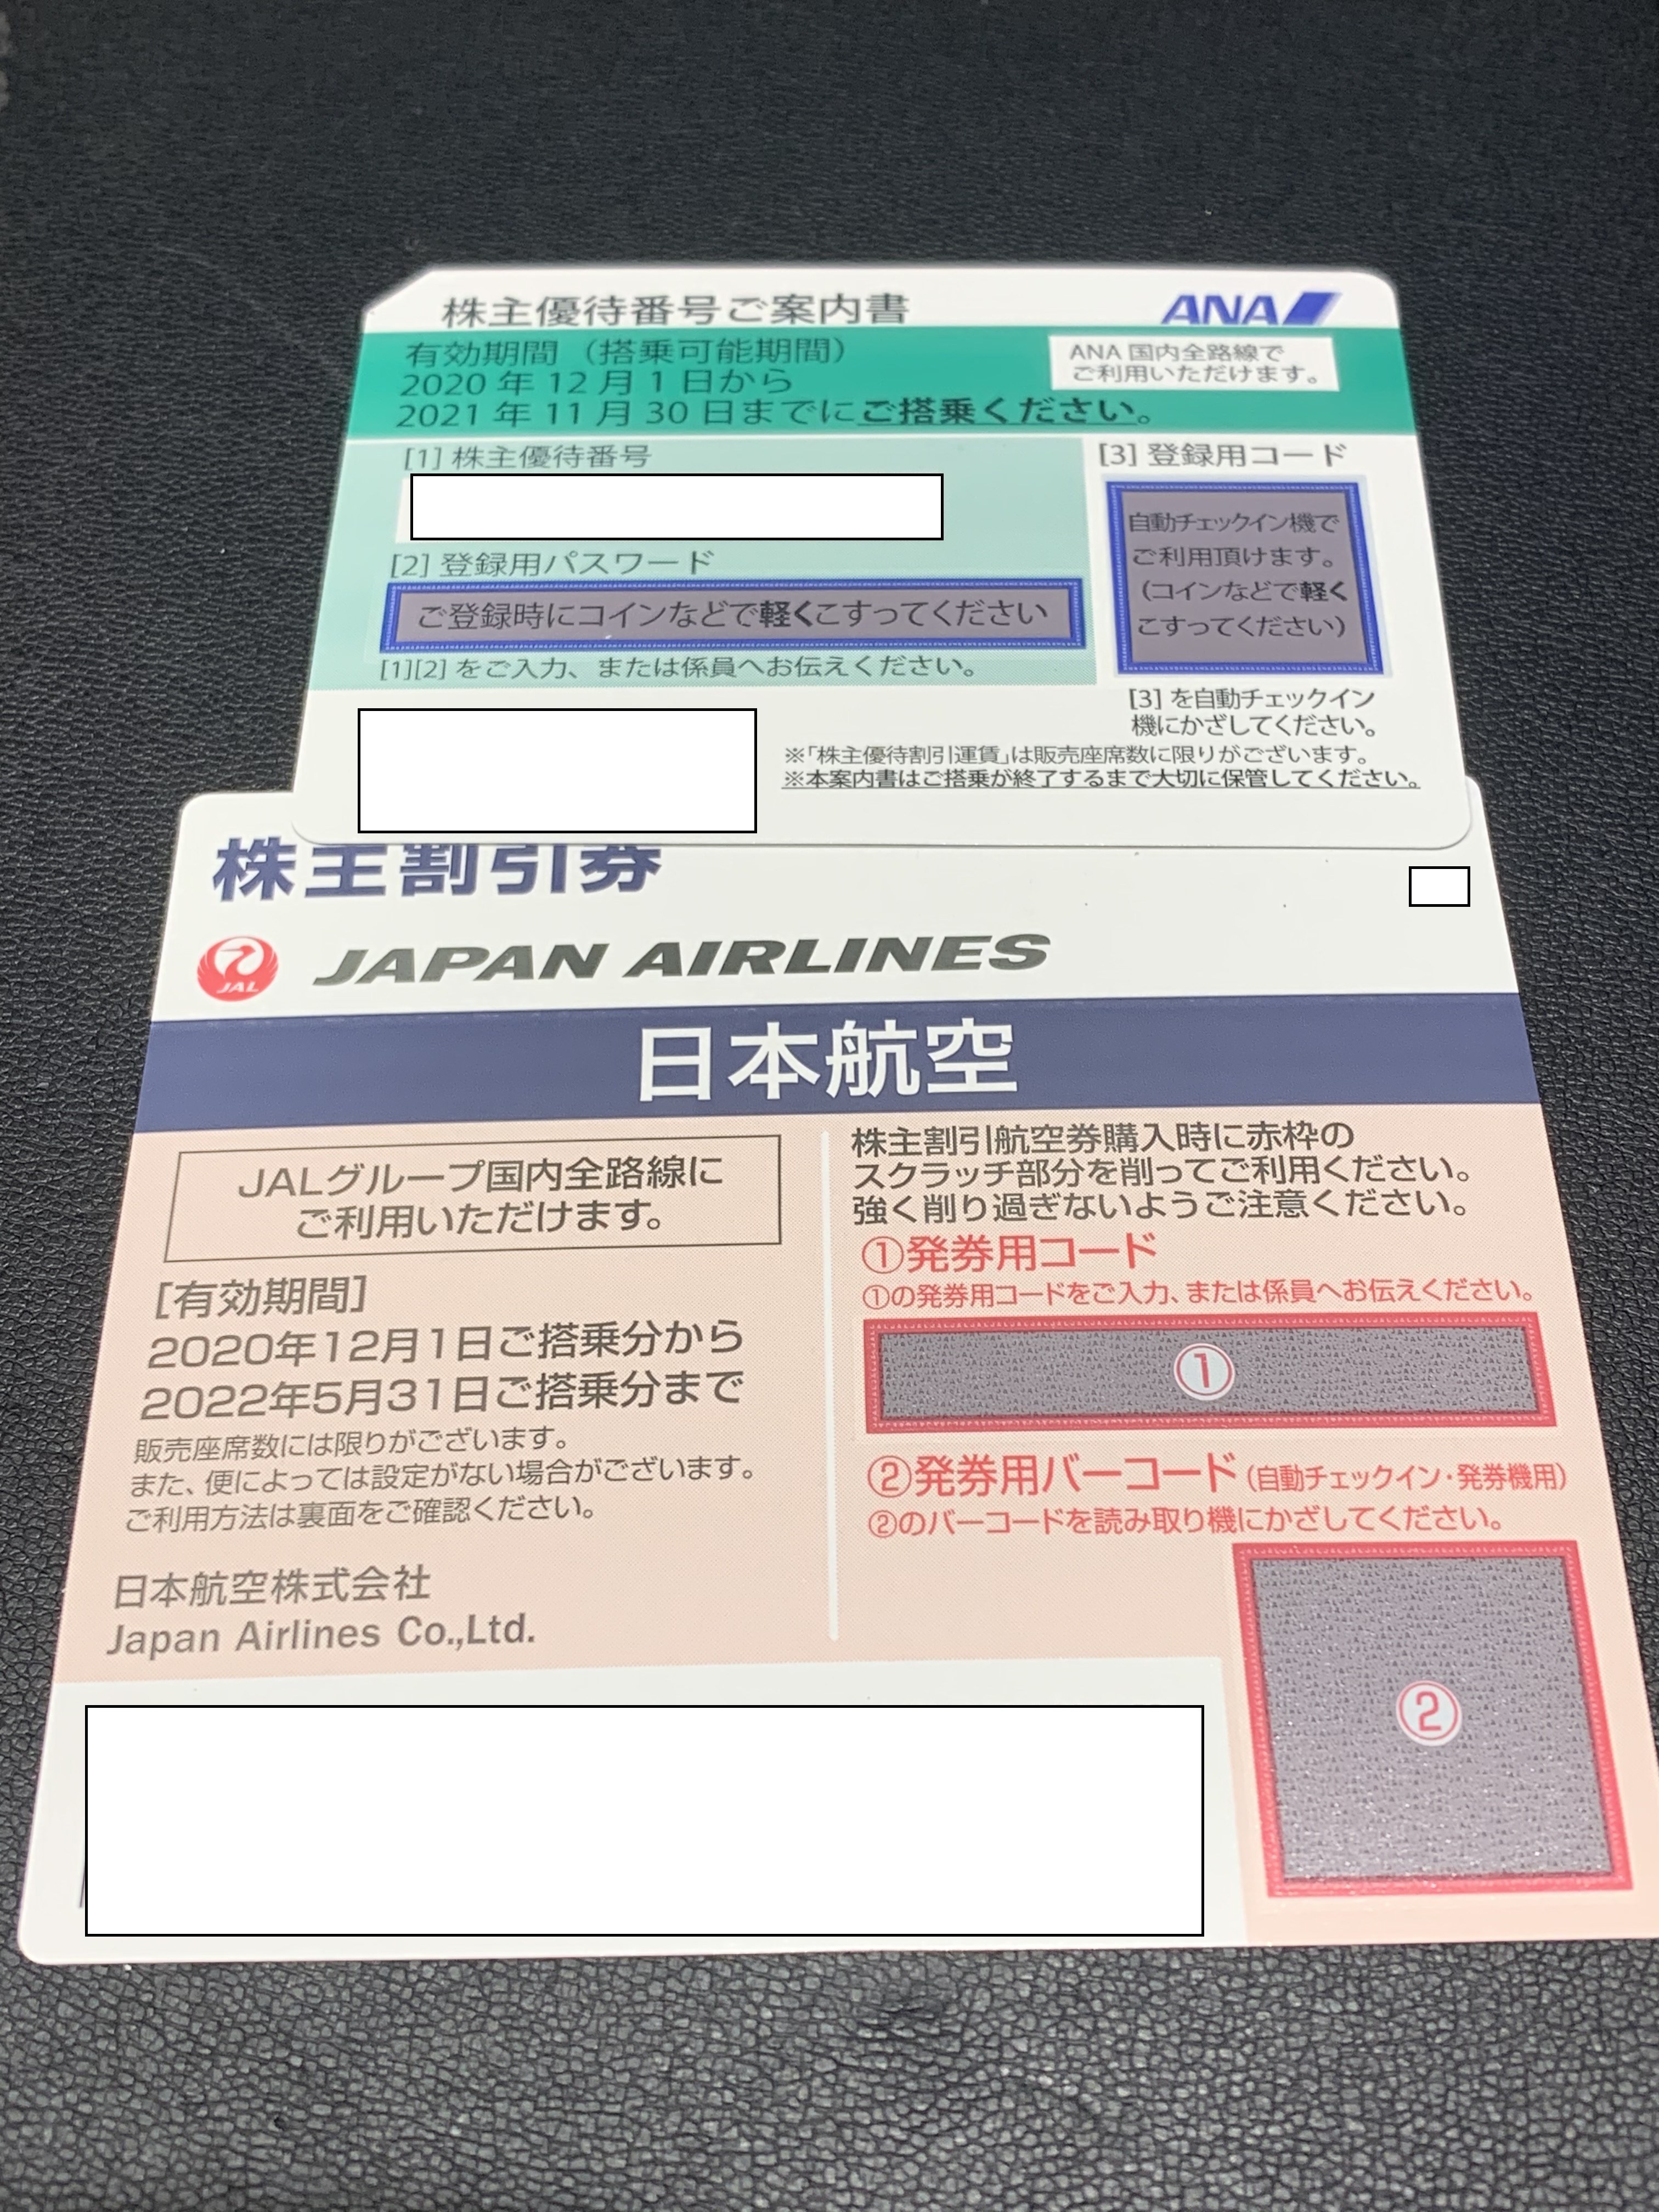 株主優待番号ご案内書
ANA
有効期間（搭乗可能期間）
2020 年 12 月 1 日から
2021 年 11 月 30 日までにご搭乗ください。
ANA 国内全路線で
ご利用いただけます。
[1] 株主優待番号
[2] 登録用パスワード
ご登録時にコインなどで軽くこすってください
[1][2] をご入力、または係員へお伝えください。
[3] 登録用コード
自動チェックイン機で
ご利用頂けます。
(コインなどで軽く
こすってください)
[3] を自動チェックイン
機にかざしてください。
※「株主優待割引運賃」は販売座席数に限りがございます。
※本案内書はご搭乗が終了するまで大切に保管してください。
株主割引券
JAL
JAPAN AIRLINES
日本航空
JALグループ国内全路線に
ご利用いただけます。
[有効期間]
2020年12月1日ご搭乗分から
2022年5月31日ご搭乗分まで
販売座席数には限りがございます。
また、便によっては設定がない場合がございます。
ご利用方法は裏面をご確認ください。
日本航空株式会社
Japan Airlines Co.,Ltd.
株主割引航空券購入時に赤枠の
スクラッチ部分を削ってご利用ください。
強く削り過ぎないようご注意ください。
①発券用コード
①の発券用コードをご入力、または係員へお伝えください。
①
②発券用バーコード（自動チェックイン・発券機用）
②のバーコードを読み取り機にかざしてください。
②